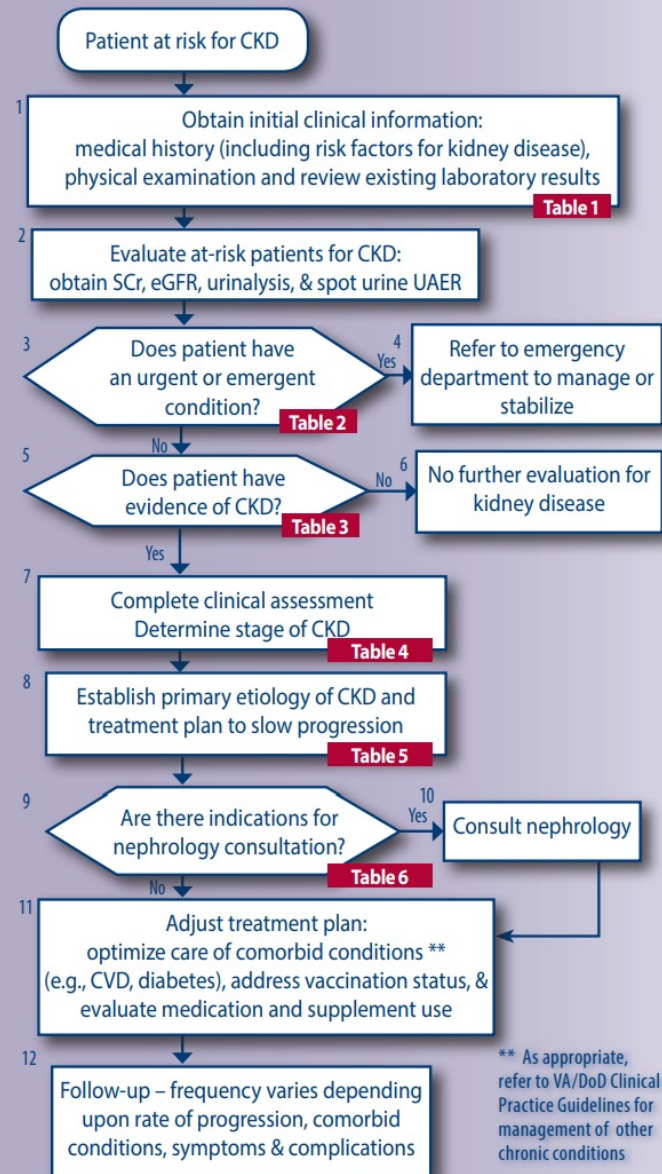 Patient at risk for CKD
1
Obtain initial clinical information:
medical history (including risk factors for kidney disease),
physical examination and review existing laboratory results
Table 1
2
Evaluate at-risk patients for CKD:
obtain SCr, eGFR, urinalysis, & spot urine UAER
3
Does patient have
an urgent or emergent
condition?
Table 2
Yes
4
Refer to emergency
department to manage or
stabilize
No
5
Does patient have
evidence of CKD?
Table 3
No
6
No further evaluation for
kidney disease
Yes
7
Complete clinical assessment
Determine stage of CKD
Table 4
8
Establish primary etiology of CKD and
treatment plan to slow progression
Table 5
9
Are there indications for
nephrology consultation?
Table 6
10
Yes
Consult nephrology
No
11
Adjust treatment plan:
optimize care of comorbid conditions **
(e.g., CVD, diabetes), address vaccination status, &
evaluate medication and supplement use
12
Follow-up – frequency varies depending
upon rate of progression, comorbid
conditions, symptoms & complications
** As appropriate,
refer to VA/DoD Clinical
Practice Guidelines for
management of other
chronic conditions